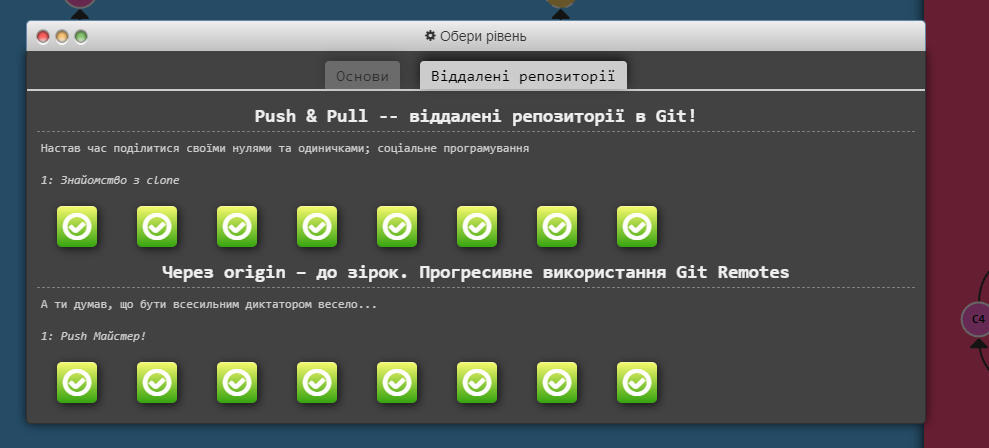 Обери рівень
Основи
Віддалені репозиторії
Push & Pull -- віддалені репозиторії в Git!
Настав час поділитися своїми нулями та одиничками; соціальне програмування
1: Знайомство з clone
Через origin – до зірок. Прогресивне використання Git Remotes
А ти думав, що бути всесильним диктатором весело...
1: Push Майстер!
C4